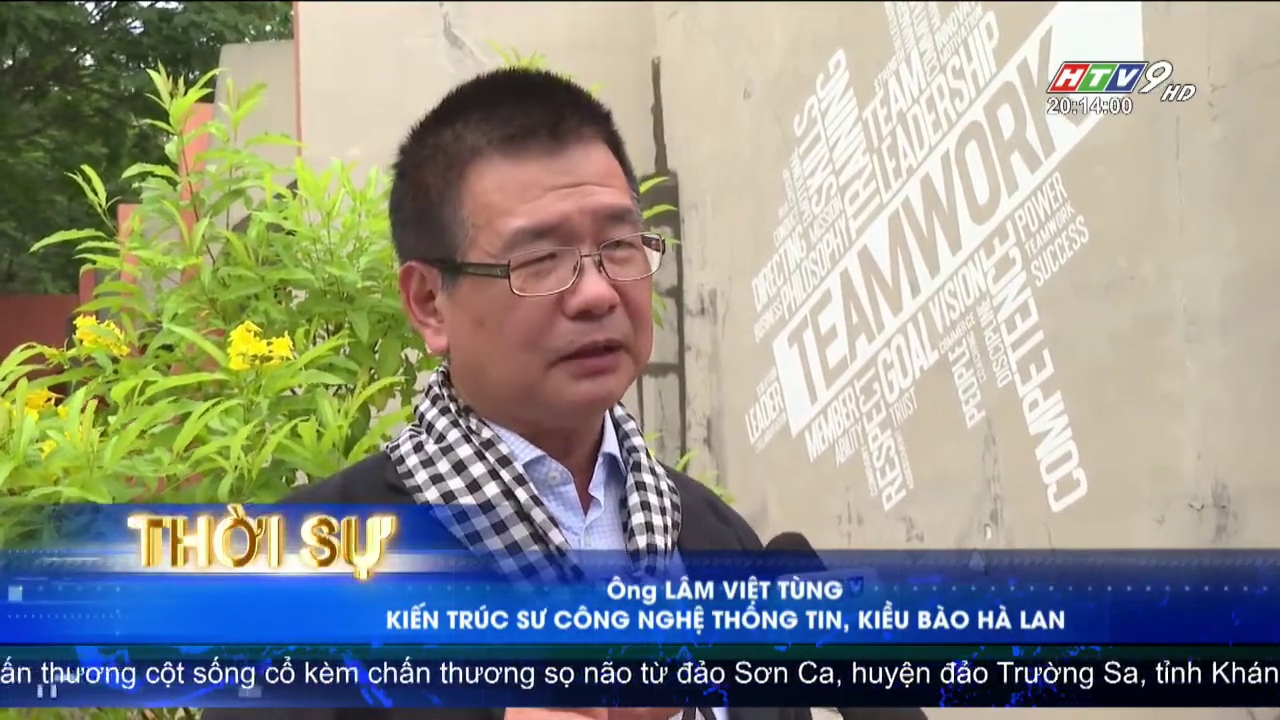 HTV9 HD
20:14:00
TEAM
LEADERSHIP
TRAINING
SKILLS
MISSION
PHILOSOPHY
DIRECTING
BUSINESS
TEAMWORK
POWER
TEAMWORK
SUCCESS
VISION
GOAL
COMPETENCE
DISCIPLINE
PEOPLE
COMMERCE
LEADER
MEMBER
ABILITY
RESPECT
TRUST
THỜI SỰ
Ông LÂM VIỆT TÙNG
KIẾN TRÚC SƯ CÔNG NGHỆ THÔNG TIN, KIỀU BÀO HÀ LAN
ấn thương cột sống cổ kèm chấn thương sọ não từ đảo Sơn Ca, huyện đảo Trường Sa, tỉnh Khán